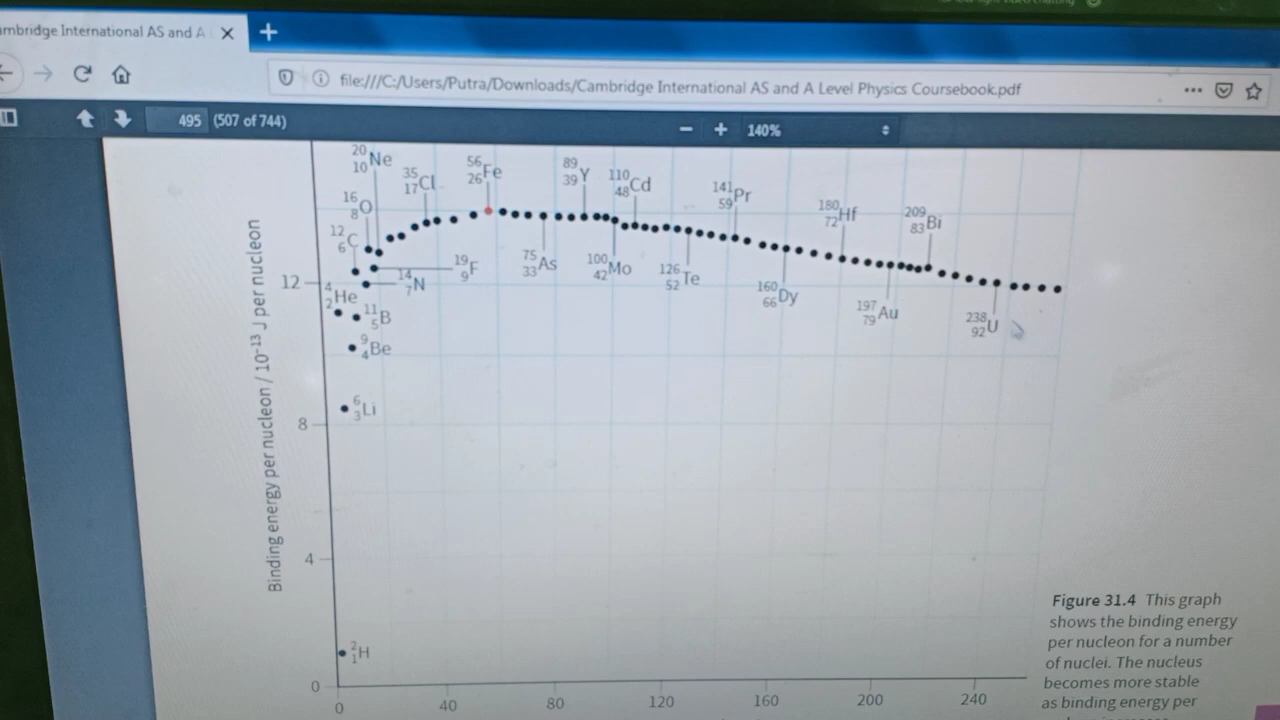 ambridge International AS and A L
file:///C:/Users/Putra/Downloads/Cambridge International AS and A Level Physics Coursebook.pdf
495 (507 of 744)
140%
20 10 Ne
35 17 Cl
56 26 Fe
89 39 Y
110 48 Cd
141 59 Pr
180 72 Hf
209 83 Bi
16 8 O
12 6 C
19 9 F
14 7 N
75 33 As
100 42 Mo
126 52 Te
160 66 Dy
197 79 Au
238 92 U
4 2 He
11 5 B
9 4 Be
6 3 Li
2 1 H
Binding energy per nucleon / 10⁻¹³ J per nucleon
12
8
4
0
0 40 80 120 160 200 240
Figure 31.4 This graph
shows the binding energy
per nucleon for a number
of nuclei. The nucleus
becomes more stable
as binding energy per